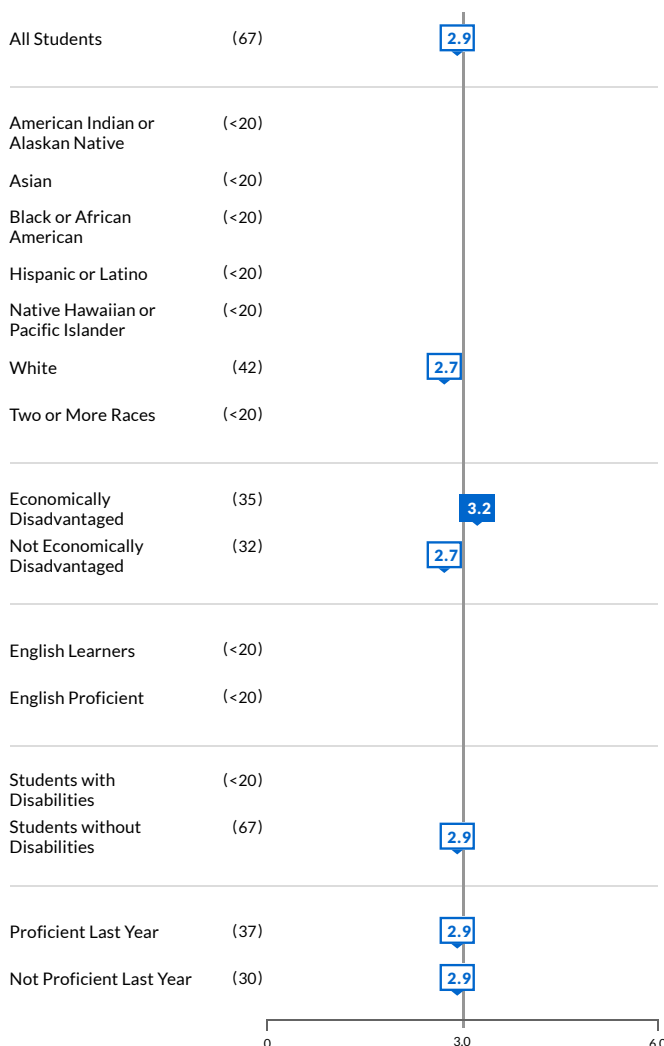 All Students (67) 2.9
American Indian or (<20)
Alaskan Native
Asian (<20)
Black or African (<20)
American
Hispanic or Latino (<20)
Native Hawaiian or (<20)
Pacific Islander
White (42) 2.7
Two or More Races (<20)
Economically (35) 3.2
Disadvantaged
Not Economically (32) 2.7
Disadvantaged
English Learners (<20)
English Proficient (<20)
Students with (<20)
Disabilities
Students without (67) 2.9
Disabilities
Proficient Last Year (37) 2.9
Not Proficient Last Year (30) 2.9
0 3.0 6.0